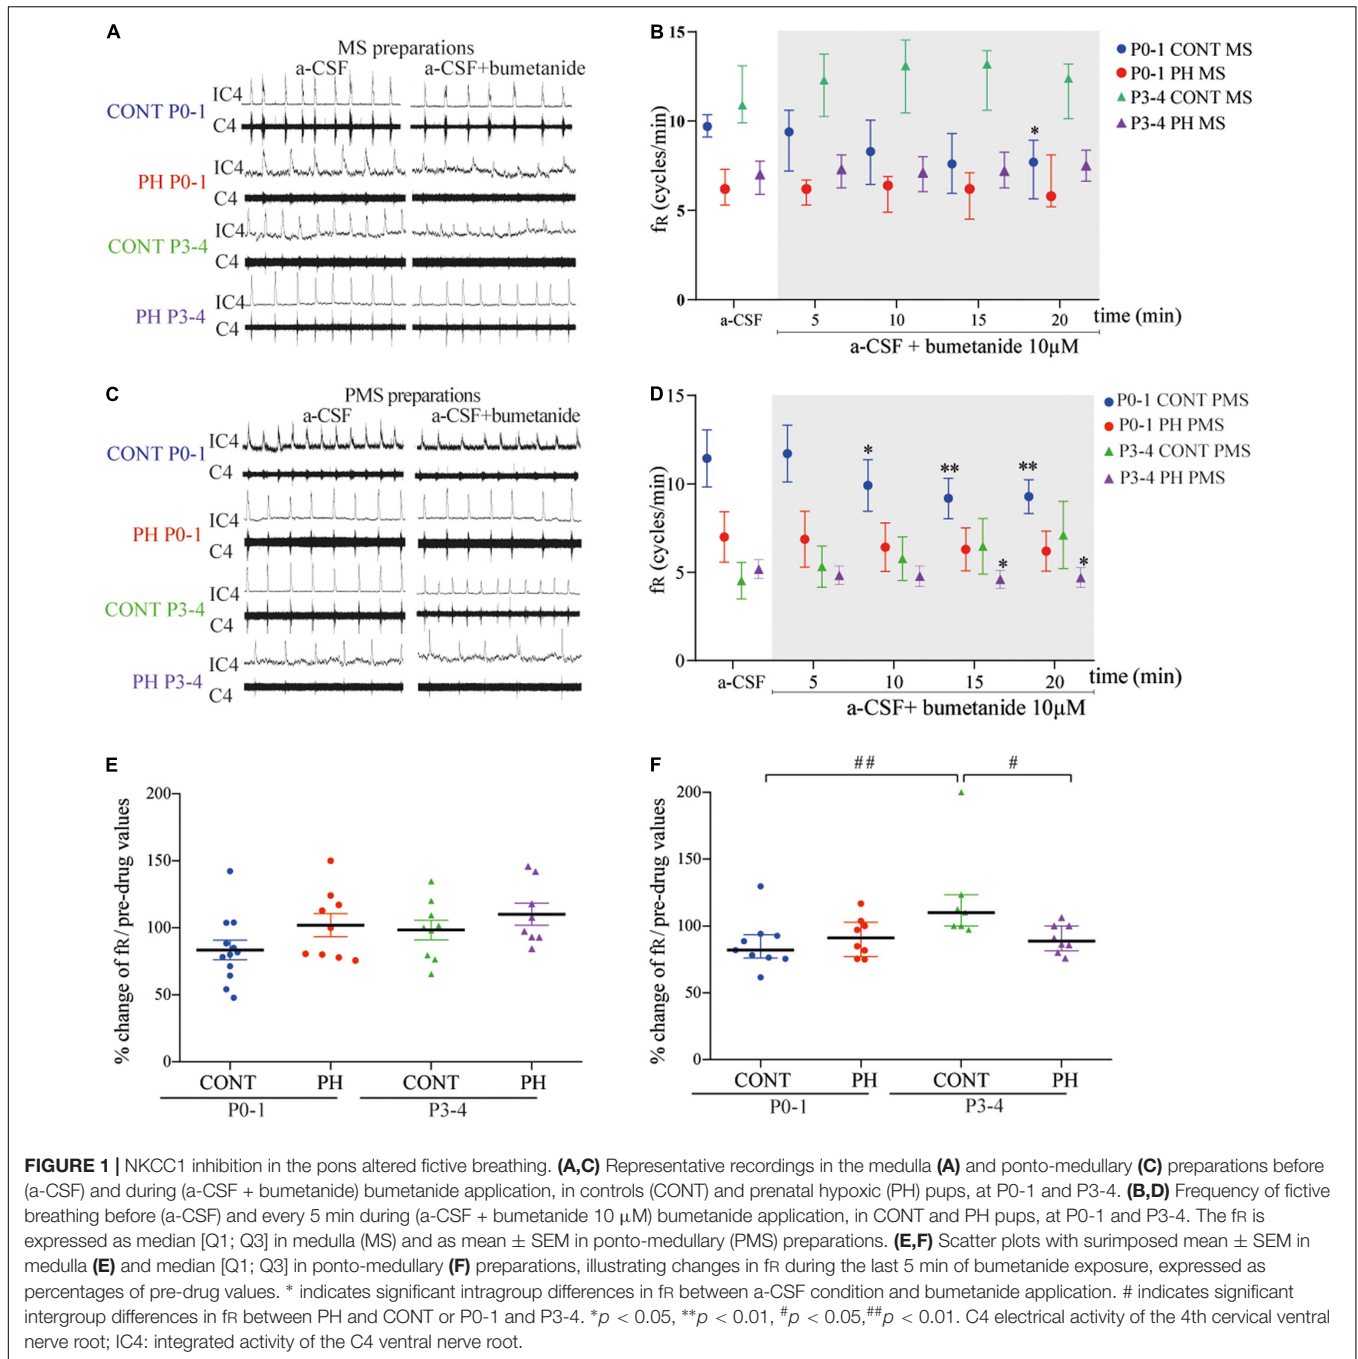 A
MS preparations
a-CSF a-CSF+bumetanide
CONT P0-1 IC4
C4
PH P0-1 IC4
C4
CONT P3-4 IC4
C4
PH P3-4 IC4
C4
B
fR (cycles/min)
15
10
5
0
*
a-CSF 5 10 15 20 time (min)
a-CSF + bumetanide 10µM
P0-1 CONT MS
P0-1 PH MS
P3-4 CONT MS
P3-4 PH MS
C
PMS preparations
a-CSF a-CSF+bumetanide
CONT P0-1 IC4
C4
PH P0-1 IC4
C4
CONT P3-4 IC4
C4
PH P3-4 IC4
C4
D
fR (cycles/min)
15
10
5
0
* ** **
* *
a-CSF 5 10 15 20 time (min)
a-CSF+ bumetanide 10µM
P0-1 CONT PMS
P0-1 PH PMS
P3-4 CONT PMS
P3-4 PH PMS
E
% change of fR/ pre-drug values
200
150
100
50
0
CONT PH CONT PH
P0-1 P3-4
F
% change of fR/ pre-drug values
## #
200
150
100
50
0
CONT PH CONT PH
P0-1 P3-4
FIGURE 1 | NKCC1 inhibition in the pons altered fictive breathing. (A,C) Representative recordings in the medulla (A) and ponto-medullary (C) preparations before
(a-CSF) and during (a-CSF + bumetanide) bumetanide application, in controls (CONT) and prenatal hypoxic (PH) pups, at P0-1 and P3-4. (B,D) Frequency of fictive
breathing before (a-CSF) and every 5 min during (a-CSF + bumetanide 10 µM) bumetanide application, in CONT and PH pups, at P0-1 and P3-4. The fR is
expressed as median [Q1; Q3] in medulla (MS) and as mean ± SEM in ponto-medullary (PMS) preparations. (E,F) Scatter plots with surimposed mean ± SEM in
medulla (E) and median [Q1; Q3] in ponto-medullary (F) preparations, illustrating changes in fR during the last 5 min of bumetanide exposure, expressed as
percentages of pre-drug values. * indicates significant intragroup differences in fR between a-CSF condition and bumetanide application. # indicates significant
intergroup differences in fR between PH and CONT or P0-1 and P3-4. *p < 0.05, **p < 0.01, #p < 0.05,##p < 0.01. C4 electrical activity of the 4th cervical ventral
nerve root; IC4: integrated activity of the C4 ventral nerve root.